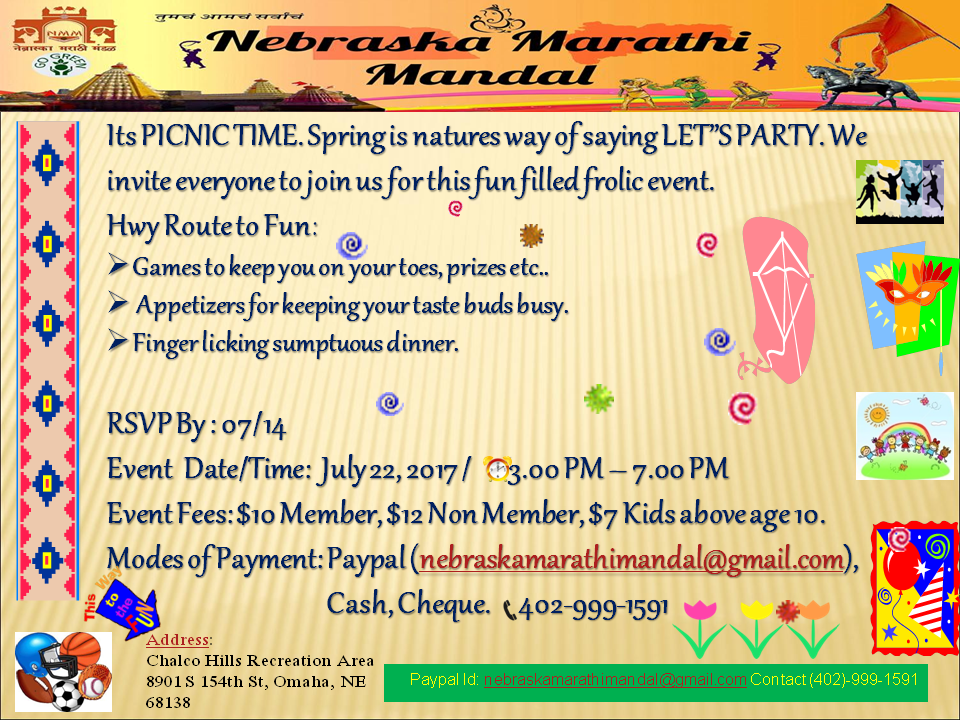 तुमचं आमचं सर्वांचं
NMM
नेब्रास्का मराठी मंडळ
GO GREEN
Nebraska Marathi
Mandal
Its PICNIC TIME. Spring is natures way of saying LET”S PARTY. We
invite everyone to join us for this fun filled frolic event.
Hwy Route to Fun:
Games to keep you on your toes, prizes etc..
Appetizers for keeping your taste buds busy.
Finger licking sumptuous dinner.
RSVP By : 07/14
Event Date/Time: July 22, 2017 / 3.00 PM – 7.00 PM
Event Fees: $10 Member, $12 Non Member, $7 Kids above age 10.
Modes of Payment: Paypal (nebraskamarathimandal@gmail.com),
Cash, Cheque. 402-999-1591
This Way to the FUN
Address:
Chalco Hills Recreation Area
8901 S 154th St, Omaha, NE
68138
Paypal Id: nebraskamarathimandal@gmail.com Contact (402)-999-1591